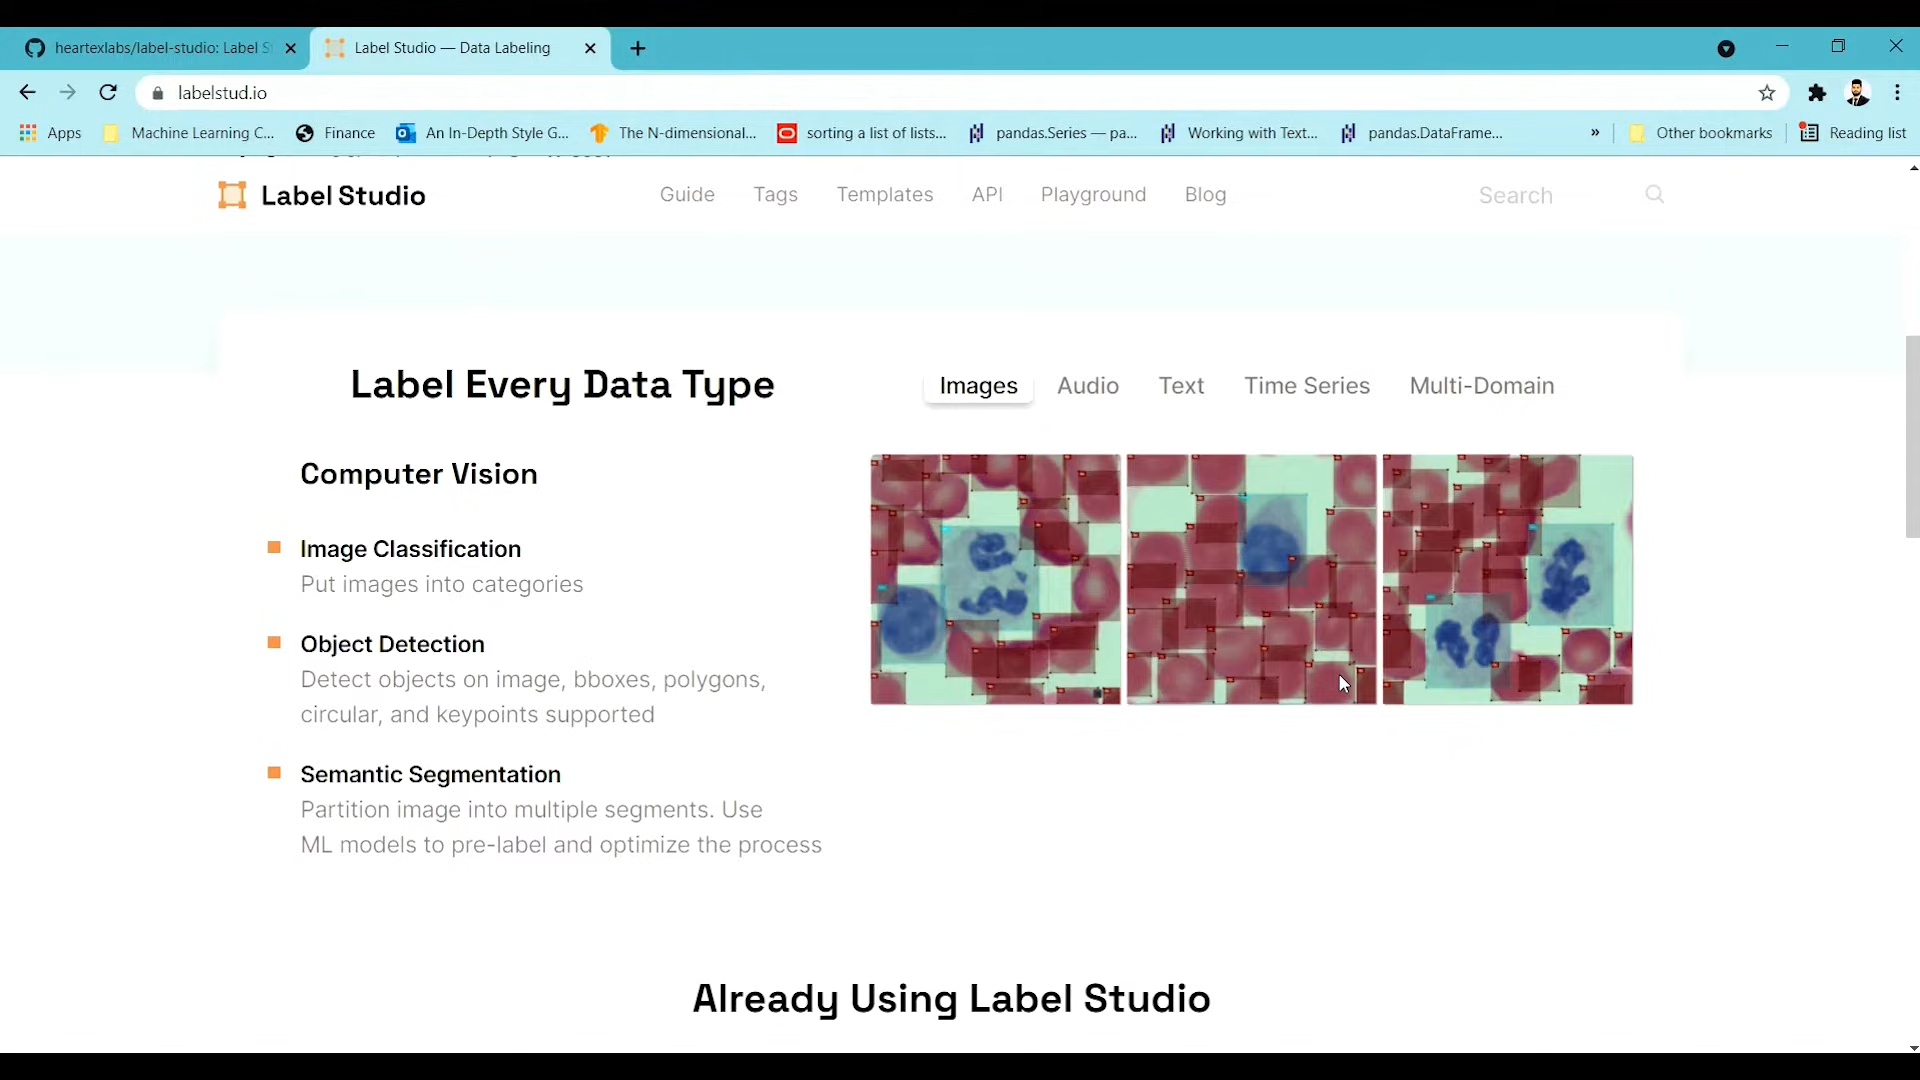 heartexlabs/label-studio: Label S
Label Studio — Data Labeling
labelstud.io
Apps
Machine Learning C...
Finance
An In-Depth Style G...
The N-dimensional...
sorting a list of lists...
pandas.Series — pa...
Working with Text...
pandas.DataFrame...
»
Other bookmarks
Reading list
Label Studio
Guide
Tags
Templates
API
Playground
Blog
Search
Label Every Data Type
Images
Audio
Text
Time Series
Multi-Domain
Computer Vision
Image Classification
Put images into categories
Object Detection
Detect objects on image, bboxes, polygons,
circular, and keypoints supported
Semantic Segmentation
Partition image into multiple segments. Use
ML models to pre-label and optimize the process
Already Using Label Studio